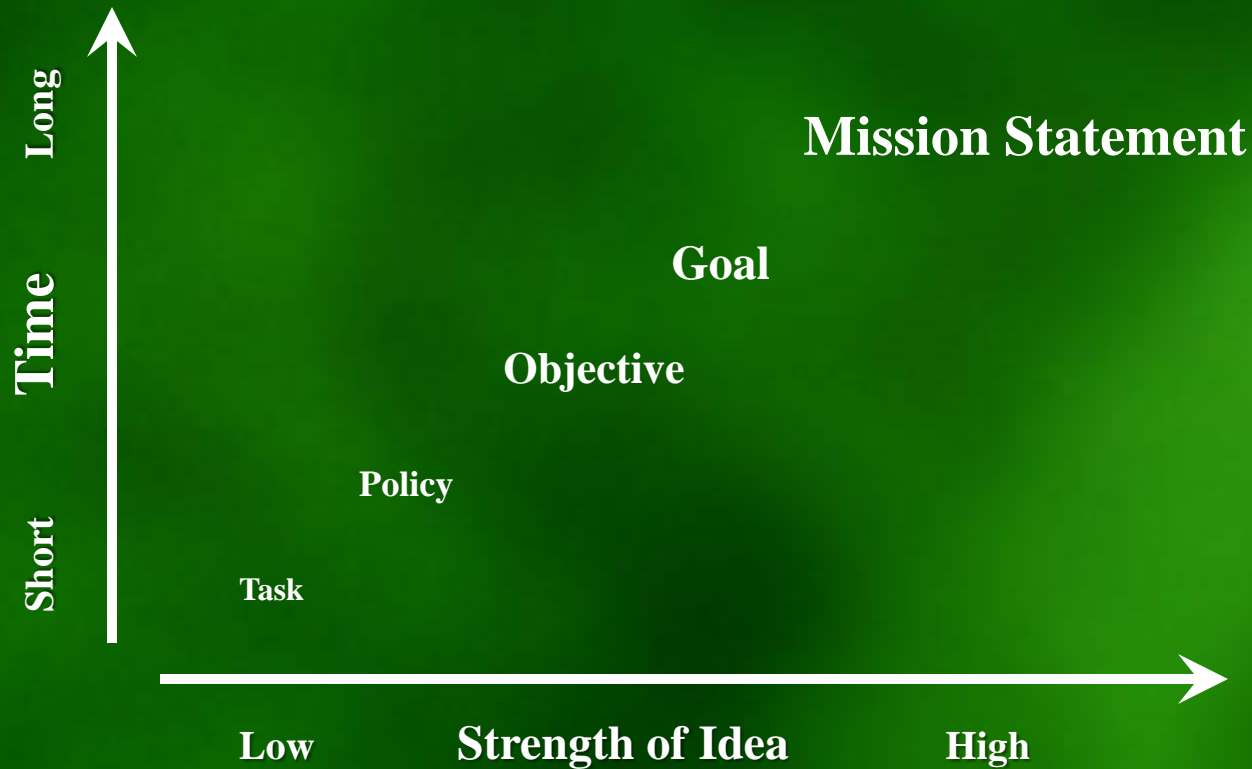 Long
Mission Statement
Goal
Time
Objective
Policy
Short
Task
Low Strength of Idea High